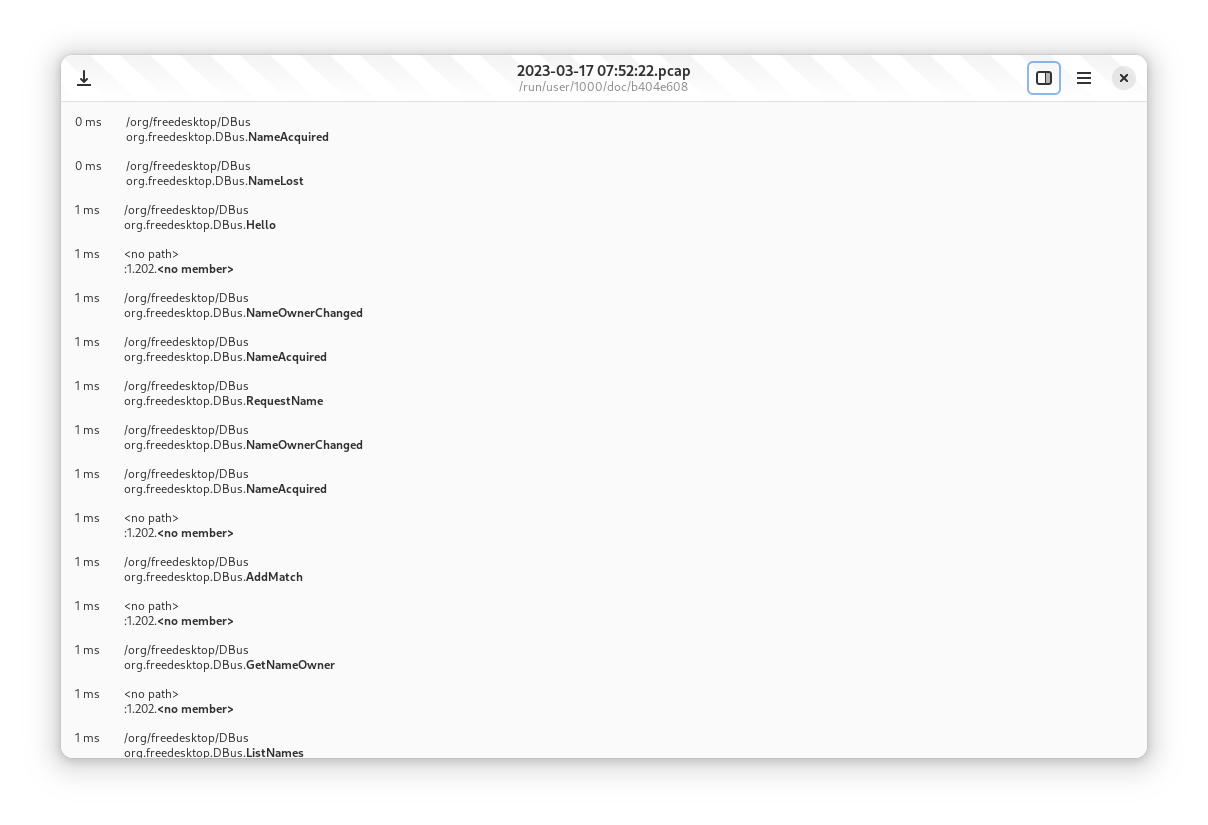 2023-03-17 07:52:22.pcap
/run/user/1000/doc/b404e608
0 ms /org/freedesktop/DBus
org.freedesktop.DBus.NameAcquired
0 ms /org/freedesktop/DBus
org.freedesktop.DBus.NameLost
1 ms /org/freedesktop/DBus
org.freedesktop.DBus.Hello
1 ms <no path>
:1.202.<no member>
1 ms /org/freedesktop/DBus
org.freedesktop.DBus.NameOwnerChanged
1 ms /org/freedesktop/DBus
org.freedesktop.DBus.NameAcquired
1 ms /org/freedesktop/DBus
org.freedesktop.DBus.RequestName
1 ms /org/freedesktop/DBus
org.freedesktop.DBus.NameOwnerChanged
1 ms /org/freedesktop/DBus
org.freedesktop.DBus.NameAcquired
1 ms <no path>
:1.202.<no member>
1 ms /org/freedesktop/DBus
org.freedesktop.DBus.AddMatch
1 ms <no path>
:1.202.<no member>
1 ms /org/freedesktop/DBus
org.freedesktop.DBus.GetNameOwner
1 ms <no path>
:1.202.<no member>
1 ms /org/freedesktop/DBus
org.freedesktop.DBus.ListNames